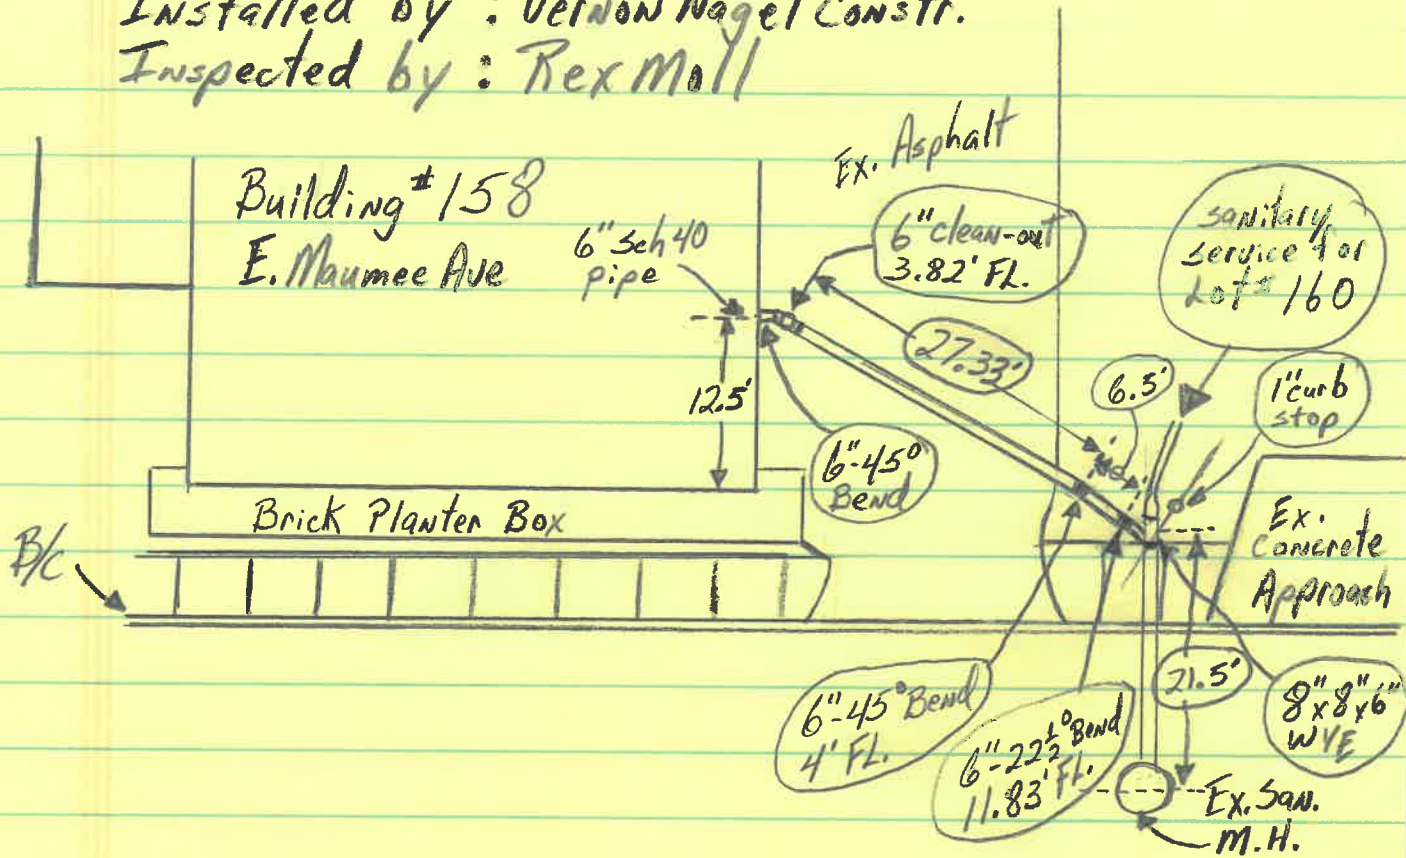 Installed by : Vernon Nagel Constr.
Inspected by : Rex Moll
Building # 158
E. Maumee Ave
6" sch 40
pipe
Ex. Asphalt
6" clean-out
3.82' FL.
sanitary
service for
Lot # 160
27.33'
6.5'
1" curb
stop
12.5'
6"-45°
Bend
Brick Planter Box
Ex.
Concrete
Approach
B/c
6"-45° Bend
4' FL.
6"-22 1/2° Bend
11.83' FL.
21.5'
8"x8"x6"
WYE
Ex. San.
M.H.